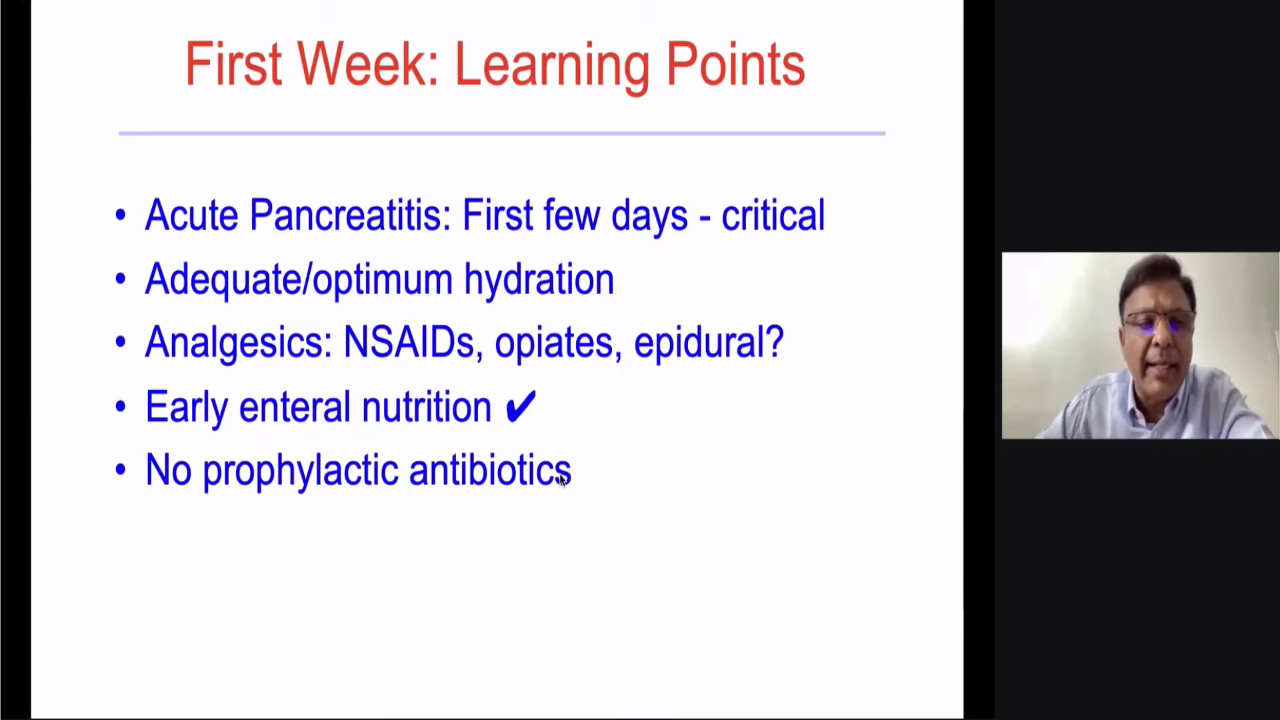 First Week: Learning Points
• Acute Pancreatitis: First few days - critical
• Adequate/optimum hydration
• Analgesics: NSAIDs, opiates, epidural?
• Early enteral nutrition ✔
• No prophylactic antibiotics